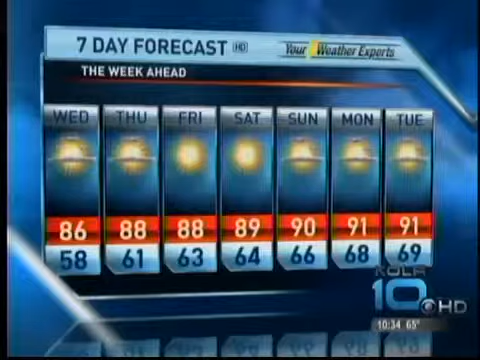 7 DAY FORECAST HD
Your Weather Experts
THE WEEK AHEAD
WED THU FRI SAT SUN MON TUE
86 88 88 89 90 91 91
58 61 63 64 66 68 69
KOLR
10 HD
10:34 65°